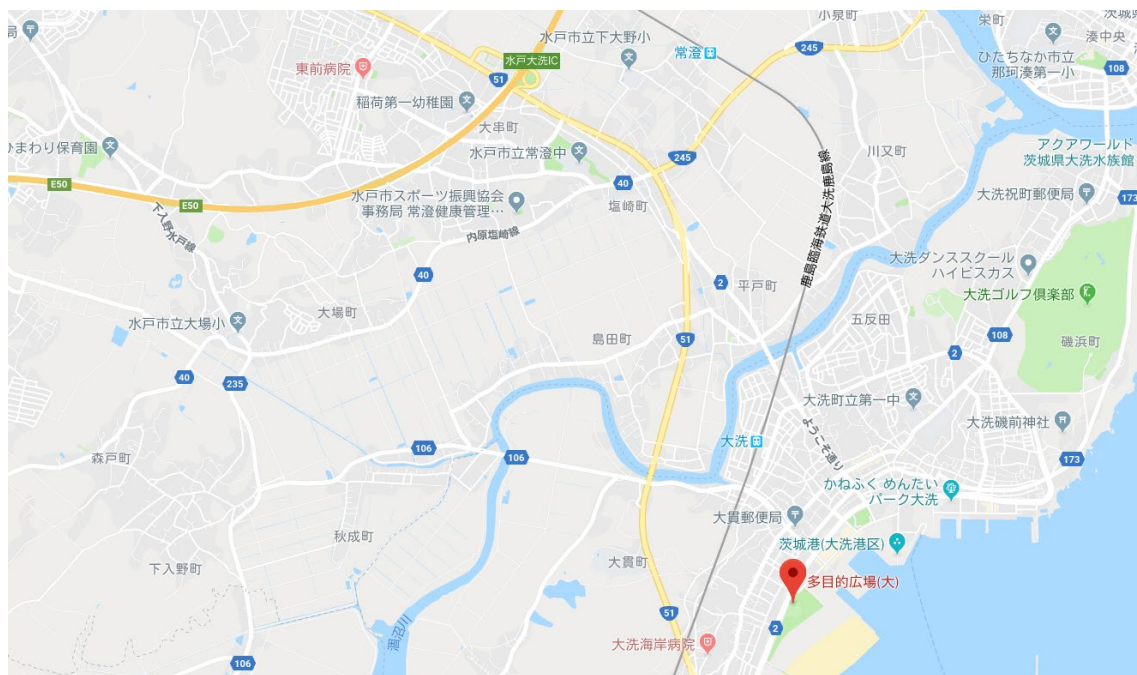 小泉町
栄町
茨城県
湊中央
局
水戸市立下大野小
常澄
245
ひたちなか市立
那珂湊第一小
108
水戸大洗IC
東前病院
51
稲荷第一幼稚園
大串町
ひまわり保育園
水戸市立常澄中
245
川又町
アクアワールド
茨城県大洗水族館
E50
E50
40
水戸市スポーツ振興協会
事務局 常澄健康管理…
塩崎町
大洗祝町郵便局
173
下入野水戸線
内原塩崎線
鹿島臨海鉄道大洗鹿島線
40
大洗ダンススクール
ハイビスカス
2
平戸町
大洗ゴルフ倶楽部
水戸市立大場小
大場町
五反田
島田町
51
108
磯浜町
2
40
235
大洗町立第一中
大洗磯前神社
ようこそ通り
大洗
106
106
森戸町
173
かねふく めんたい
パーク大洗
大貫郵便局
秋成町
茨城港(大洗港区)
下入野町
大貫町
多目的広場(大)
51
2
涸沼川
大洗海岸病院
106